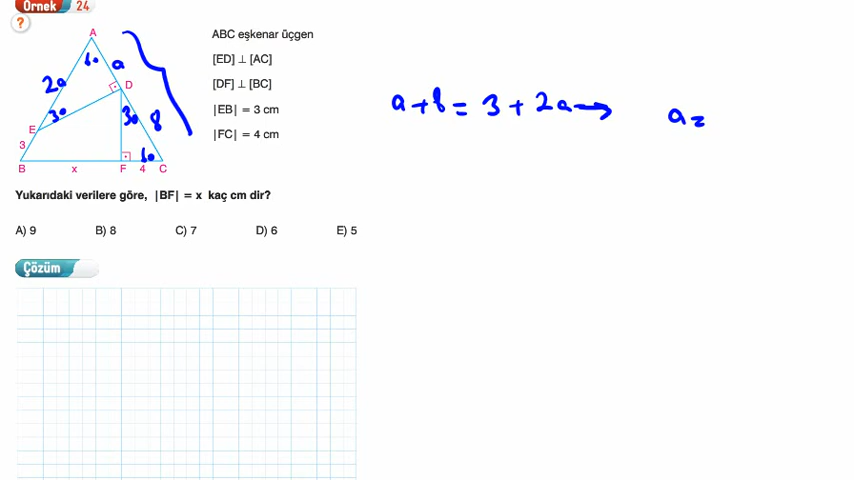 Örnek 24
?
A
ABC eşkenar üçgen
60 a
[ED] ⊥ [AC]
2a
D
[DF] ⊥ [BC]
30
|EB| = 3 cm
30 8
E
|FC| = 4 cm
3
60
B x F 4 C
a + 8 = 3 + 2a → a =
Yukarıdaki verilere göre, |BF| = x kaç cm dir?
A) 9 B) 8 C) 7 D) 6 E) 5
Çözüm